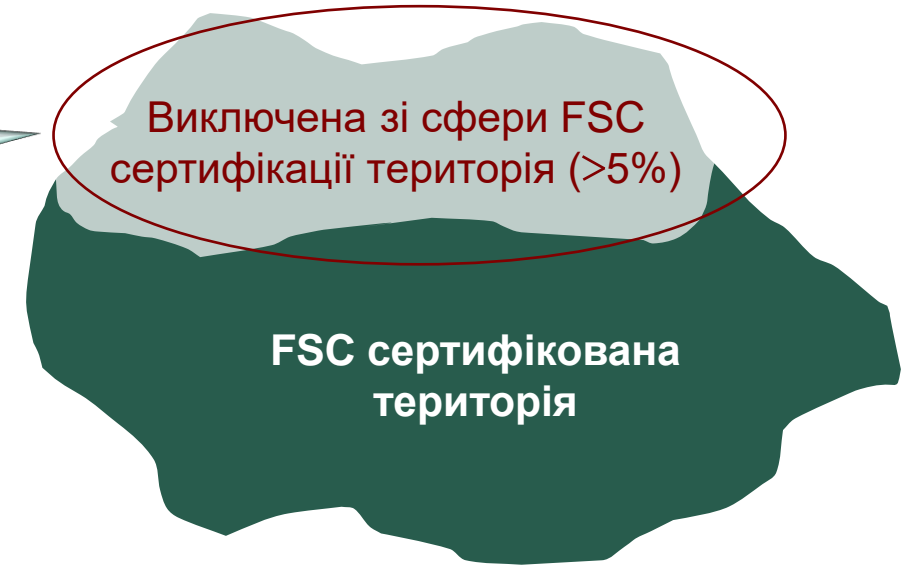 Виключена зі сфери FSC
сертифікації територія (>5%)
FSC сертифікована
територія